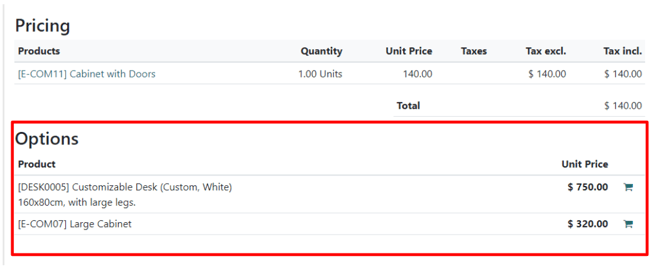 Pricing
Products Quantity Unit Price Taxes Tax excl. Tax incl.
[E-COM11] Cabinet with Doors 1.00 Units 140.00 $ 140.00 $ 140.00
Total $ 140.00
Options
Product Unit Price
[DESK0005] Customizable Desk (Custom, White) $ 750.00
160x80cm, with large legs.
[E-COM07] Large Cabinet $ 320.00